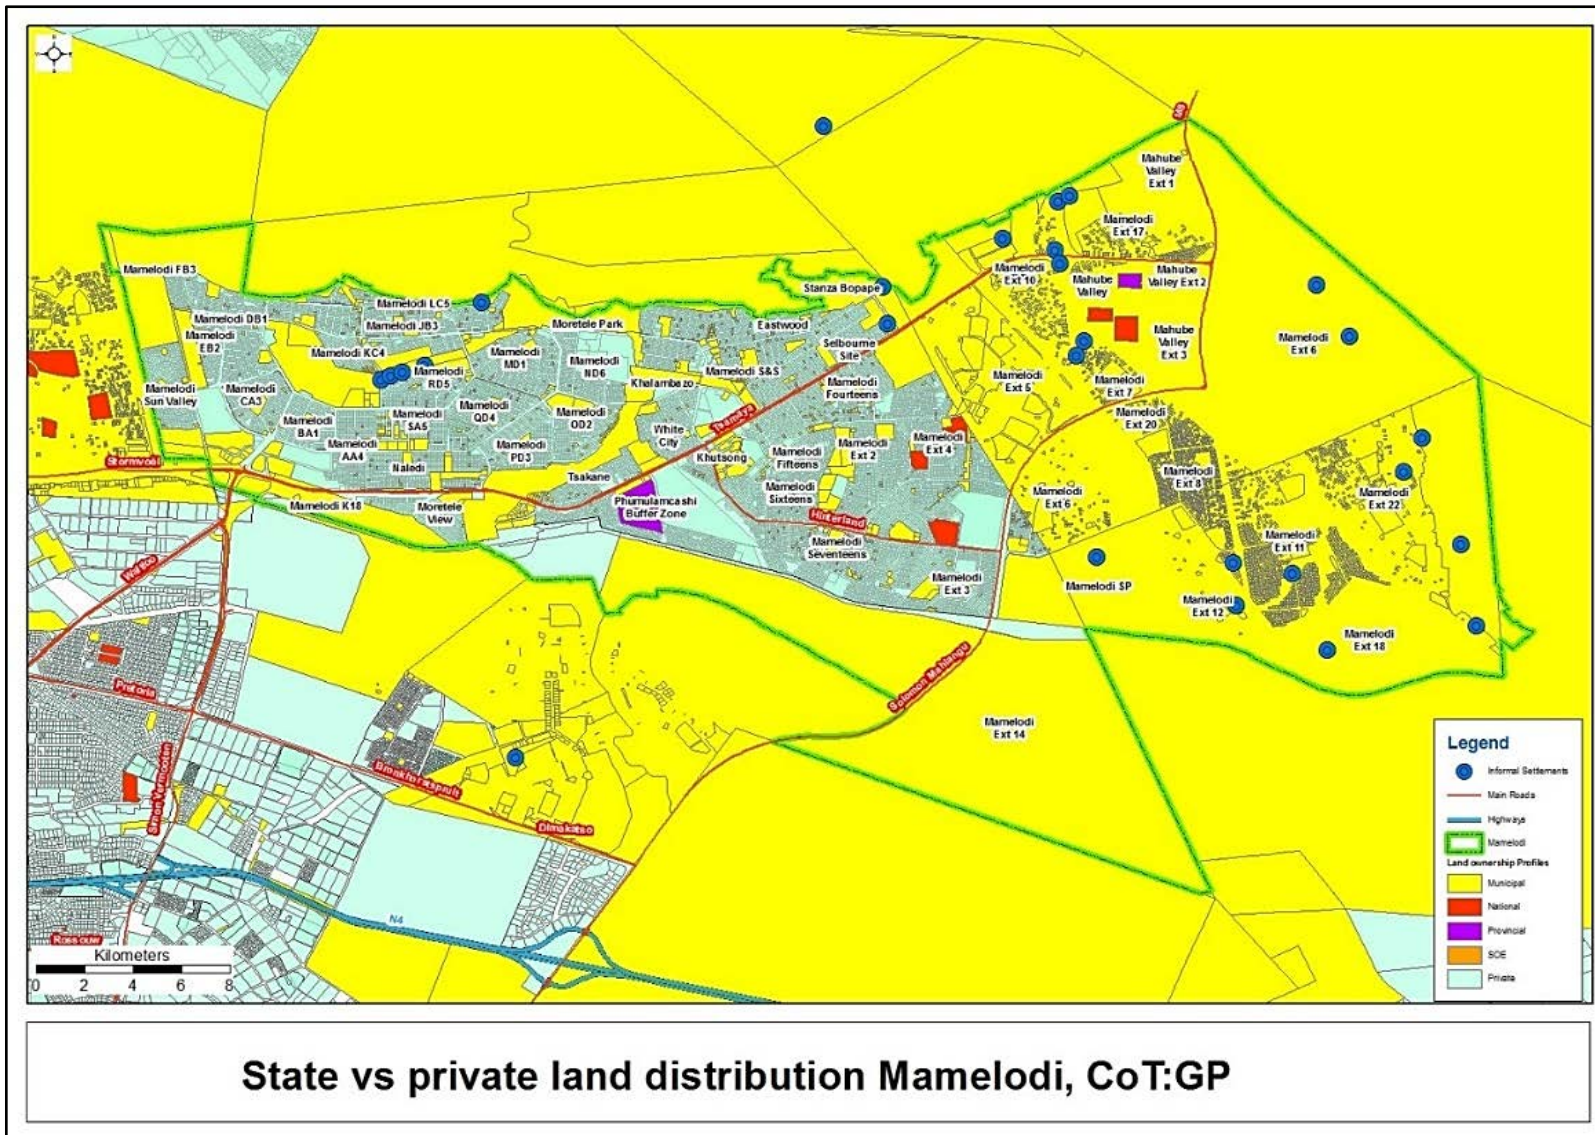 M8
Mahube
Valley
Ext 1
Mamelodi
Ext 17
Mamelodi FB3
Mamelodi
Ext 10
Mahube
Valley
Mahube
Valley Ext 2
Stanza Bopape
Mamelodi LC5
Mamelodi DB1
Mamelodi JB3
Moretele Park
Eastwood
Mamelodi
EB2
Mamelodi KC4
Mamelodi
MD1
Mamelodi
ND6
Selbourne
Site
Mahube
Valley
Ext 3
Mamelodi
Ext 6
Mamelodi
RD5
Khalambazo
Mamelodi S&S
Mamelodi
Fourteens
Mamelodi
Ext 5
Mamelodi
Ext 7
Mamelodi
Sun Valley
Mamelodi
CA3
Mamelodi
QD4
Mamelodi
OD2
Tsamaya
Mamelodi
Ext 20
Mamelodi
BA1
Mamelodi
SA5
White
City
Mamelodi
AA4
Mamelodi
PD3
Khutsong
Mamelodi
Fifteens
Mamelodi
Ext 2
Mamelodi
Ext 4
Stormvoël
Naledi
Tsakane
Mamelodi
Ext 8
Mamelodi K18
Moretele
View
Phumulamcashi
Buffer Zone
Mamelodi
Sixteens
Mamelodi
Ext 6
Mamelodi
Ext 22
Hinterland
Mamelodi
Seventeens
Mamelodi
Ext 11
Waltloo
Mamelodi
Ext 3
Mamelodi SP
Mamelodi
Ext 12
Mamelodi
Ext 18
Pretoria
Solomon Mahlangu
Mamelodi
Ext 14
Simon Vermooten
Bronkhorstspruit
Dimakatso
N4
Rossouw
Kilometers
0 2 4 6 8
Legend
Informal Settlements
Main Roads
Highways
Mamelodi
Land ownership Profiles
Municipal
National
Provincial
SOE
Private
State vs private land distribution Mamelodi, CoT:GP